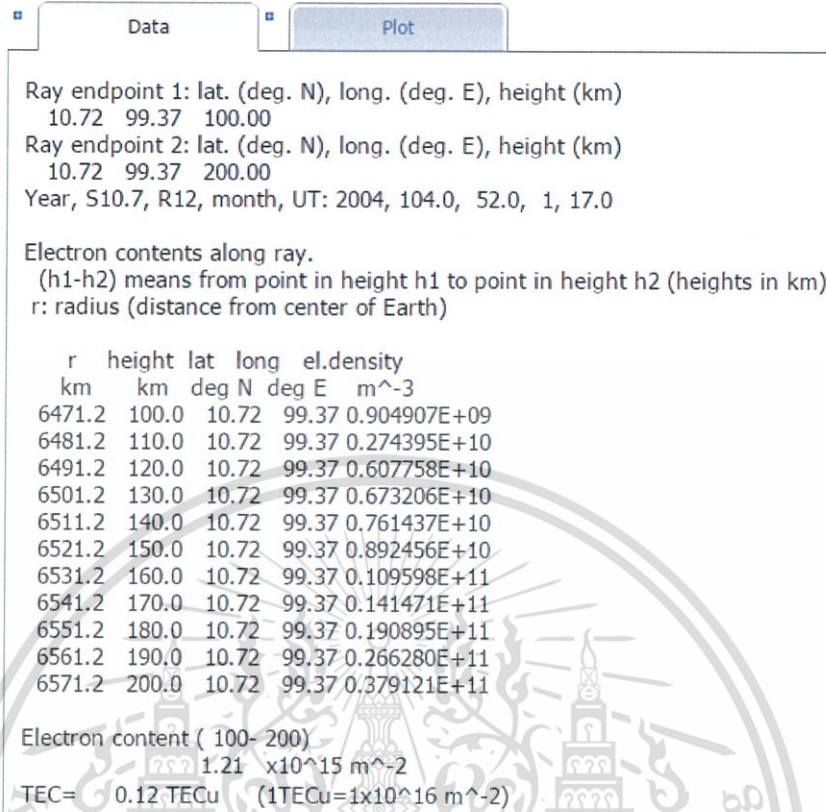 Data
Plot
Ray endpoint 1: lat. (deg. N), long. (deg. E), height (km)
10.72 99.37 100.00
Ray endpoint 2: lat. (deg. N), long. (deg. E), height (km)
10.72 99.37 200.00
Year, S10.7, R12, month, UT: 2004, 104.0, 52.0, 1, 17.0
Electron contents along ray.
(h1-h2) means from point in height h1 to point in height h2 (heights in km)
r: radius (distance from center of Earth)
r height lat long el.density
km km deg N deg E m^-3
6471.2 100.0 10.72 99.37 0.904907E+09
6481.2 110.0 10.72 99.37 0.274395E+10
6491.2 120.0 10.72 99.37 0.607758E+10
6501.2 130.0 10.72 99.37 0.673206E+10
6511.2 140.0 10.72 99.37 0.761437E+10
6521.2 150.0 10.72 99.37 0.892456E+10
6531.2 160.0 10.72 99.37 0.109598E+11
6541.2 170.0 10.72 99.37 0.141471E+11
6551.2 180.0 10.72 99.37 0.190895E+11
6561.2 190.0 10.72 99.37 0.266280E+11
6571.2 200.0 10.72 99.37 0.379121E+11
Electron content ( 100- 200)
1.21 x10^15 m^-2
TEC= 0.12 TECu (1TECu=1x10^16 m^-2)